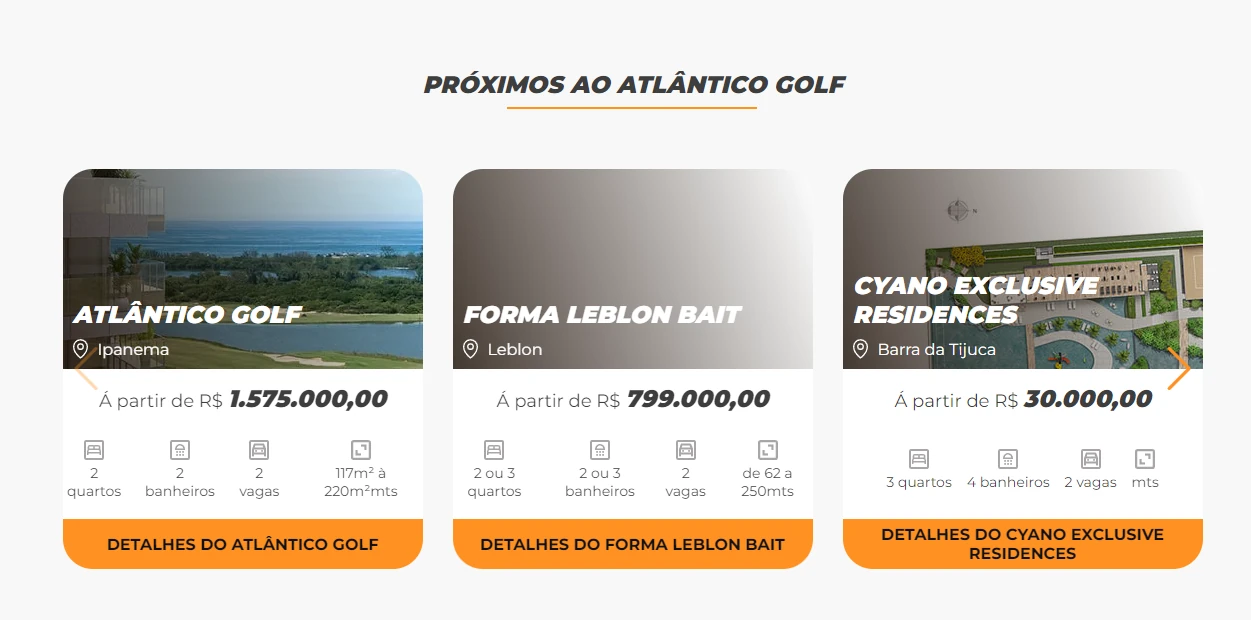 PRÓXIMOS AO ATLÂNTICO GOLF
ATLÂNTICO GOLF
Ipanema
Á partir de R$ 1.575.000,00
2 quartos
2 banheiros
2 vagas
117m² à 220m²mts
DETALHES DO ATLÂNTICO GOLF
FORMA LEBLON BAIT
Leblon
Á partir de R$ 799.000,00
2 ou 3 quartos
2 ou 3 banheiros
2 vagas
de 62 a 250mts
DETALHES DO FORMA LEBLON BAIT
N
CYANO EXCLUSIVE
RESIDENCES
Barra da Tijuca
Á partir de R$ 30.000,00
3 quartos
4 banheiros
2 vagas
mts
DETALHES DO CYANO EXCLUSIVE
RESIDENCES